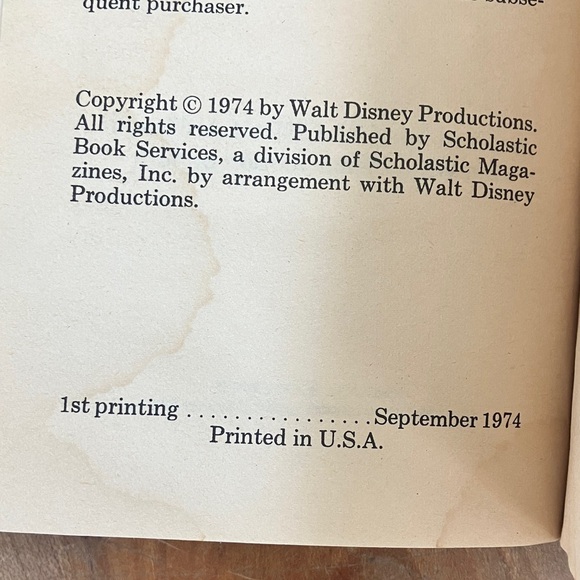 subse-
quent purchaser.
Copyright © 1974 by Walt Disney Productions.
All rights reserved. Published by Scholastic
Book Services, a division of Scholastic Maga-
zines, Inc. by arrangement with Walt Disney
Productions.
1st printing ................September 1974
Printed in U.S.A.